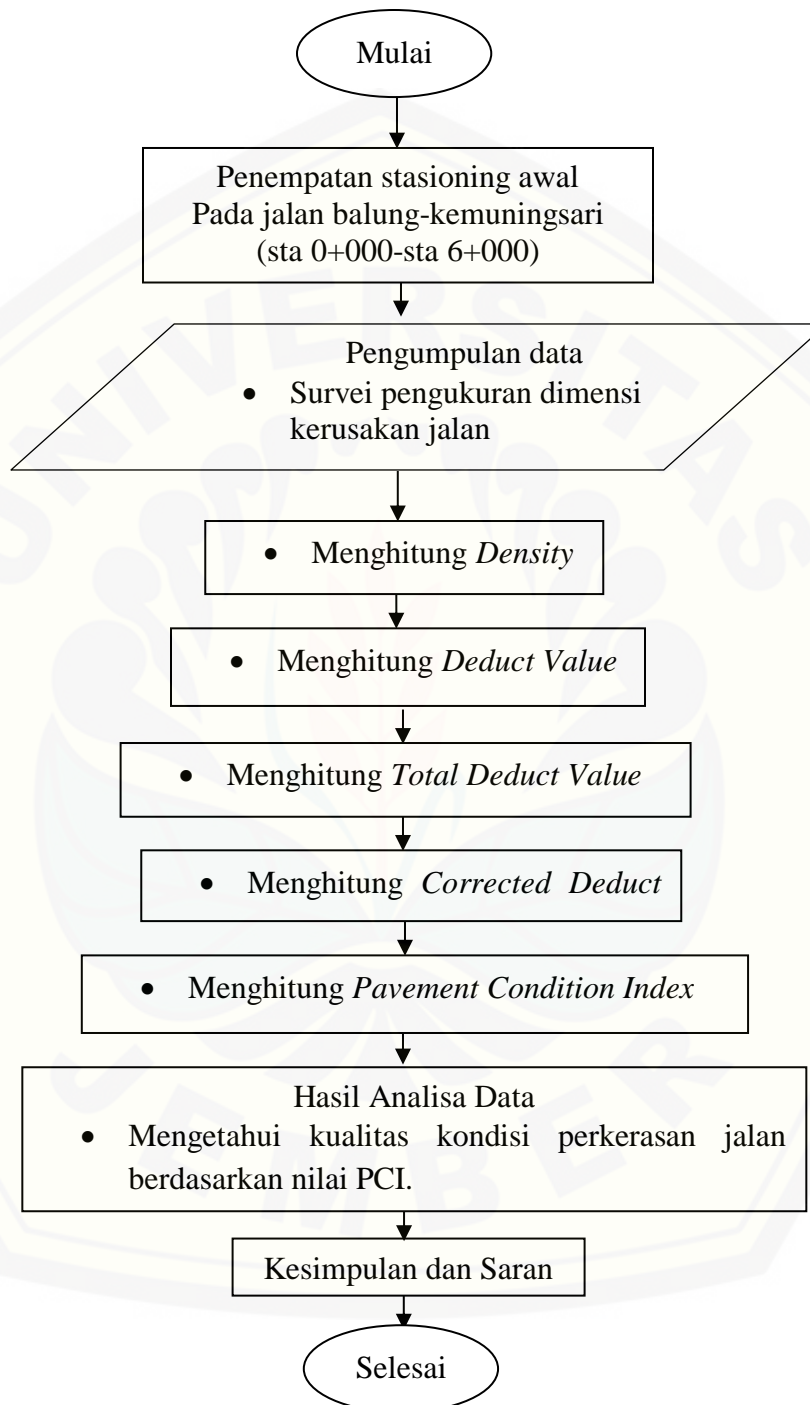 Mulai
Penempatan stasioning awal
Pada jalan balung-kemuningsari
(sta 0+000-sta 6+000)
Pengumpulan data
• Survei pengukuran dimensi
kerusakan jalan
• Menghitung Density
• Menghitung Deduct Value
• Menghitung Total Deduct Value
• Menghitung Corrected Deduct
• Menghitung Pavement Condition Index
Hasil Analisa Data
• Mengetahui kualitas kondisi perkerasan jalan
berdasarkan nilai PCI.
Kesimpulan dan Saran
Selesai
UNIVERSITAS
JEMBER